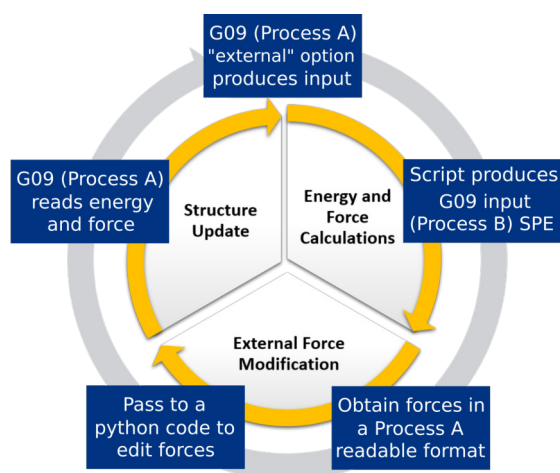 G09 (Process A)
"external" option
produces input
G09 (Process A)
reads energy
and force
Structure
Update
Energy and
Force
Calculations
Script produces
G09 input
(Process B) SPE
External Force
Modification
Pass to a
python code to
edit forces
Obtain forces in
a Process A
readable format